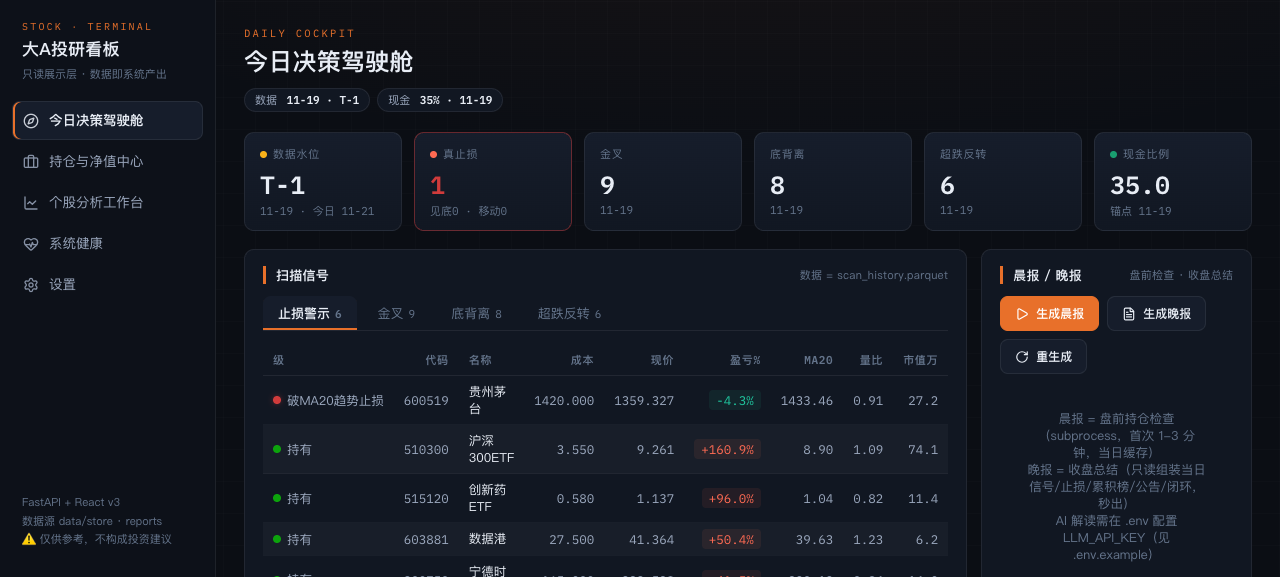 STOCK · TERMINAL
大A投研看板
只读展示层 · 数据即系统产出
今日决策驾驶舱
持仓与净值中心
个股分析工作台
系统健康
设置
FastAPI + React v3
数据源 data/store · reports
⚠️ 仅供参考，不构成投资建议
DAILY COCKPIT
今日决策驾驶舱
数据 11-19 · T-1
现金 35% · 11-19
数据水位
T-1
11-19 · 今日 11-21
真止损
1
见底0 · 移动0
金叉
9
11-19
底背离
8
11-19
超跌反转
6
11-19
现金比例
35.0
锚点 11-19
扫描信号
数据 = scan_history.parquet
止损警示 6
金叉 9
底背离 8
超跌反转 6
级 代码 名称 成本 现价 盈亏% MA20 量比 市值万
破MA20趋势止损 600519 贵州茅台 1420.000 1359.327 -4.3% 1433.46 0.91 27.2
持有 510300 沪深300ETF 3.550 9.261 +160.9% 8.90 1.09 74.1
持有 515120 创新药ETF 0.580 1.137 +96.0% 1.04 0.82 11.4
持有 603881 数据港 27.500 41.364 +50.4% 39.63 1.23 6.2
宁德时
晨报 / 晚报
盘前检查 · 收盘总结
生成晨报
生成晚报
重生成
晨报 = 盘前持仓检查
（subprocess，首次 1–3 分
钟，当日缓存）
晚报 = 收盘总结（只读组装当日
信号/止损/累积榜/公告/闭环，
秒出）
AI 解读需在 .env 配置
LLM_API_KEY（见
.env.example）